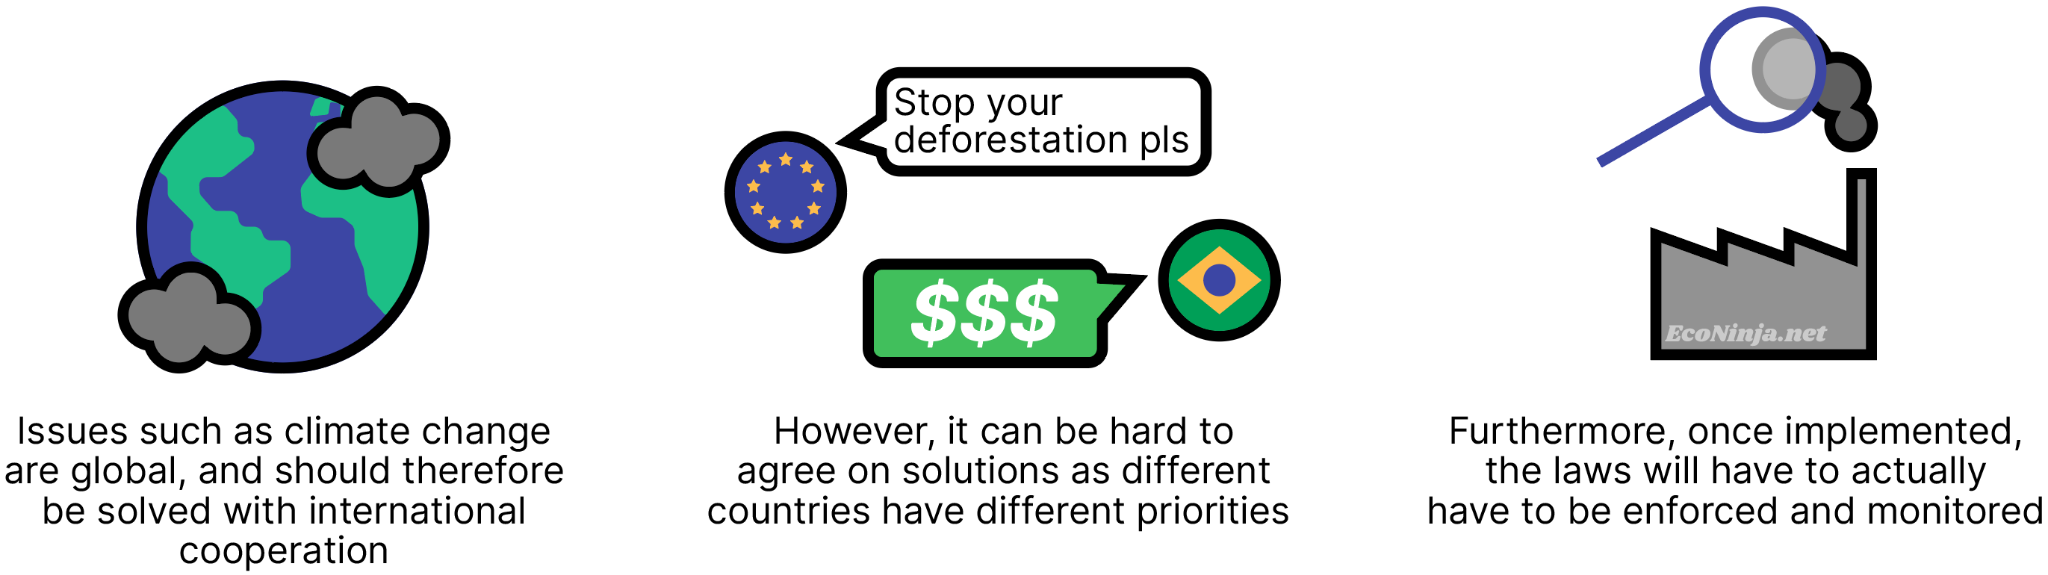 Stop your
deforestation pls
$$$
EcoNinja.net
Issues such as climate change
are global, and should therefore
be solved with international
cooperation
However, it can be hard to
agree on solutions as different
countries have different priorities
Furthermore, once implemented,
the laws will have to actually
have to be enforced and monitored